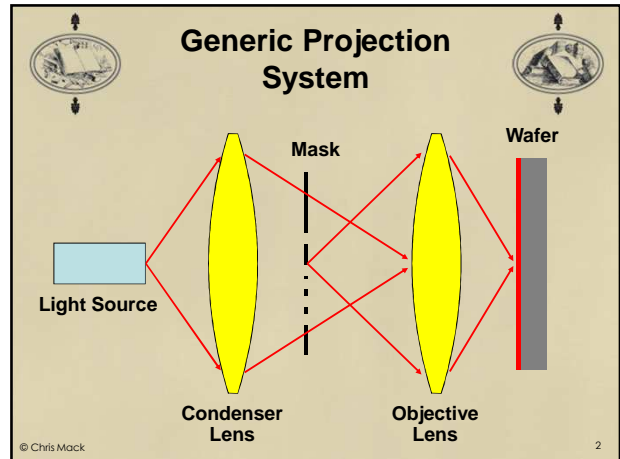 Generic Projection
System
Wafer
Mask
Light Source
Condenser
Lens
Objective
Lens
© Chris Mack
2